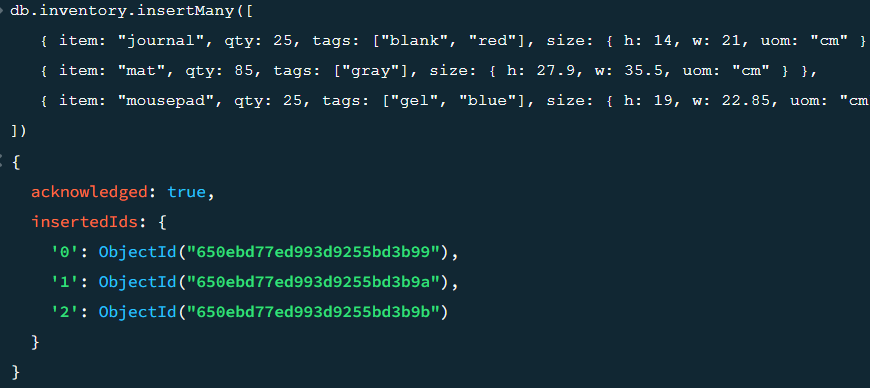 db.inventory.insertMany([
{ item: "journal", qty: 25, tags: ["blank", "red"], size: { h: 14, w: 21, uom: "cm" }
{ item: "mat", qty: 85, tags: ["gray"], size: { h: 27.9, w: 35.5, uom: "cm" } },
{ item: "mousepad", qty: 25, tags: ["gel", "blue"], size: { h: 19, w: 22.85, uom: "cm
])
{
acknowledged: true,
insertedIds: {
'0': ObjectId("650ebd77ed993d9255bd3b99"),
'1': ObjectId("650ebd77ed993d9255bd3b9a"),
'2': ObjectId("650ebd77ed993d9255bd3b9b")
}
}